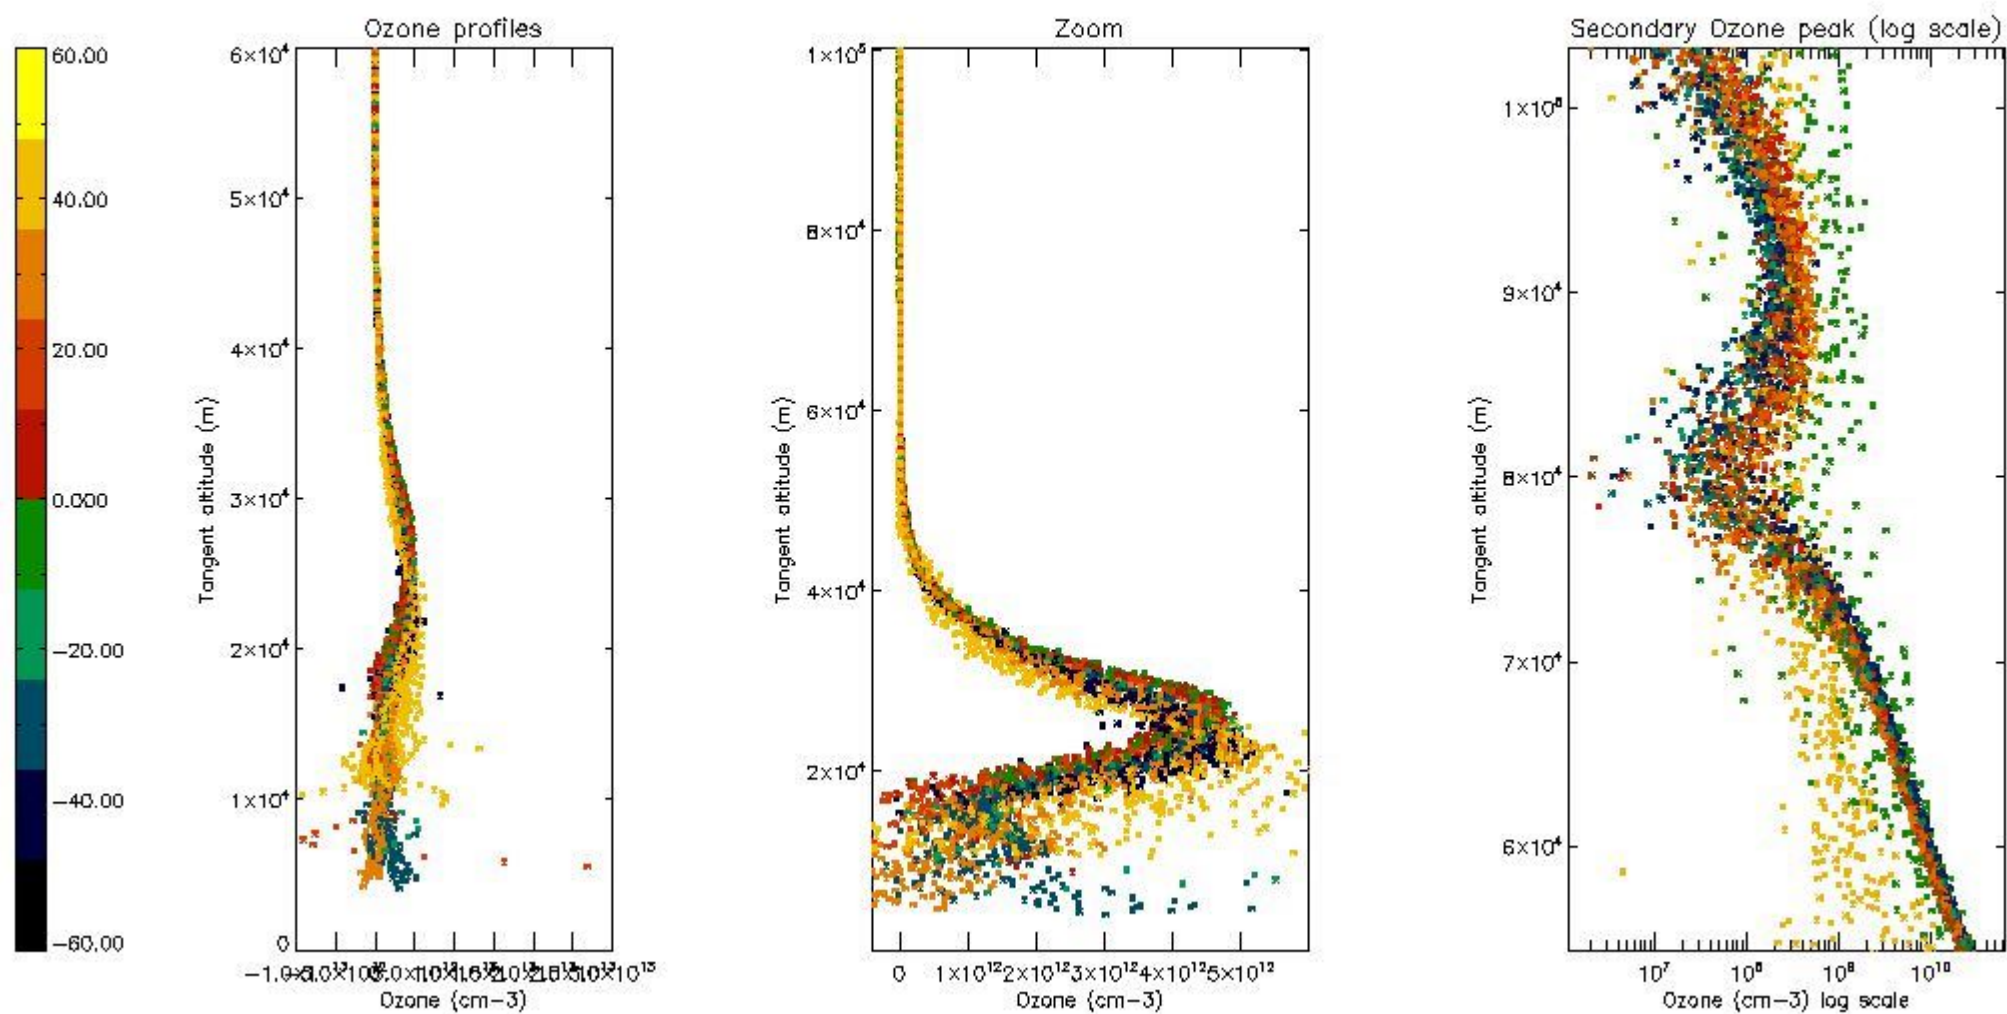 Ozone profiles
Zoom
Secondary Ozone peak (log scale)
60.00
40.00
20.00
0.000
−20.00
−40.00
−60.00
6×10⁴
5×10⁴
4×10⁴
3×10⁴
2×10⁴
1×10⁴
0
Tangent altitude (m)
Ozone (cm−3)
1×10⁵
8×10⁴
6×10⁴
4×10⁴
2×10⁴
Tangent altitude (m)
0 1×10¹² 2×10¹² 3×10¹² 4×10¹² 5×10¹²
Ozone (cm−3)
1×10⁵
9×10⁴
8×10⁴
7×10⁴
6×10⁴
Tangent altitude (m)
10⁷ 10⁸ 10⁹ 10¹⁰
Ozone (cm−3) log scale